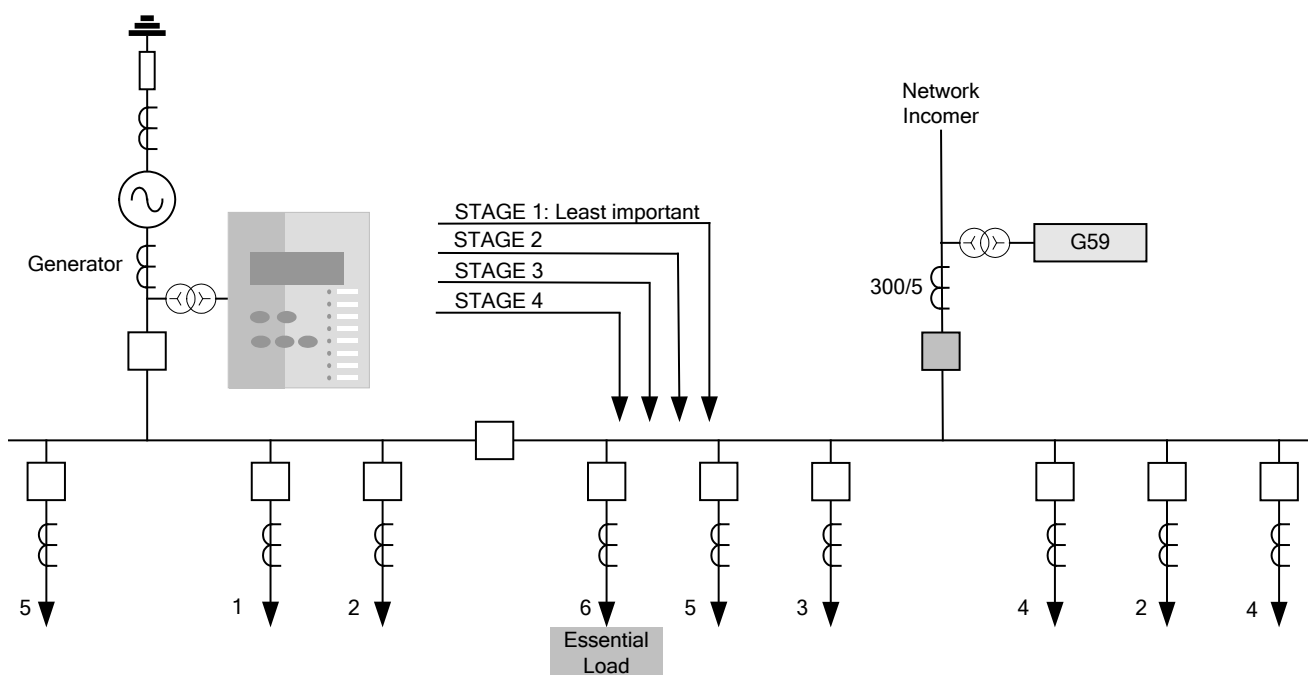 Network
Incomer
STAGE 1: Least important
STAGE 2
G59
Generator
STAGE 3
300/5
STAGE 4
5
1
2
6
5
3
4
2
4
Essential
Load